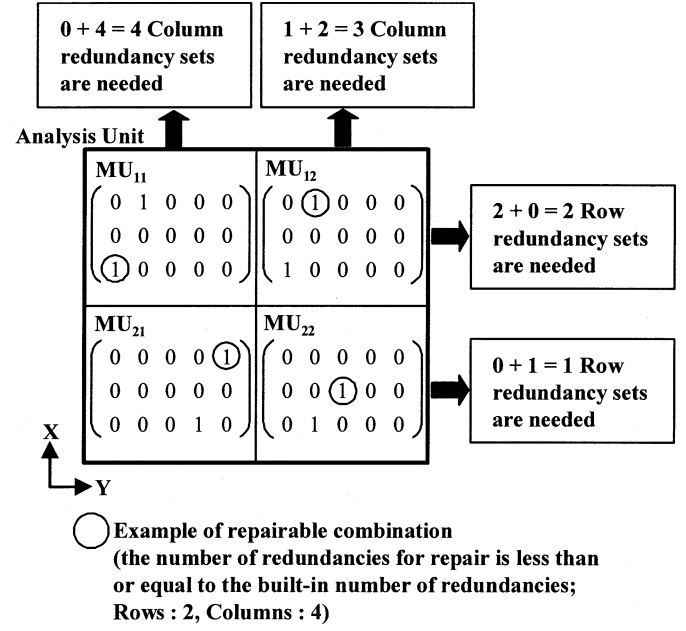 0 + 4 = 4 Column
redundancy sets
are needed
1 + 2 = 3 Column
redundancy sets
are needed
Analysis Unit
MU11
0 1 0 0 0
0 0 0 0 0
1 0 0 0 0
MU12
0 1 0 0 0
0 0 0 0 0
1 0 0 0 0
2 + 0 = 2 Row
redundancy sets
are needed
MU21
0 0 0 0 1
0 0 0 0 0
0 0 0 1 0
MU22
0 0 0 0 0
0 0 1 0 0
0 1 0 0 0
0 + 1 = 1 Row
redundancy sets
are needed
X
Y
Example of repairable combination
(the number of redundancies for repair is less than
or equal to the built-in number of redundancies;
Rows : 2, Columns : 4)